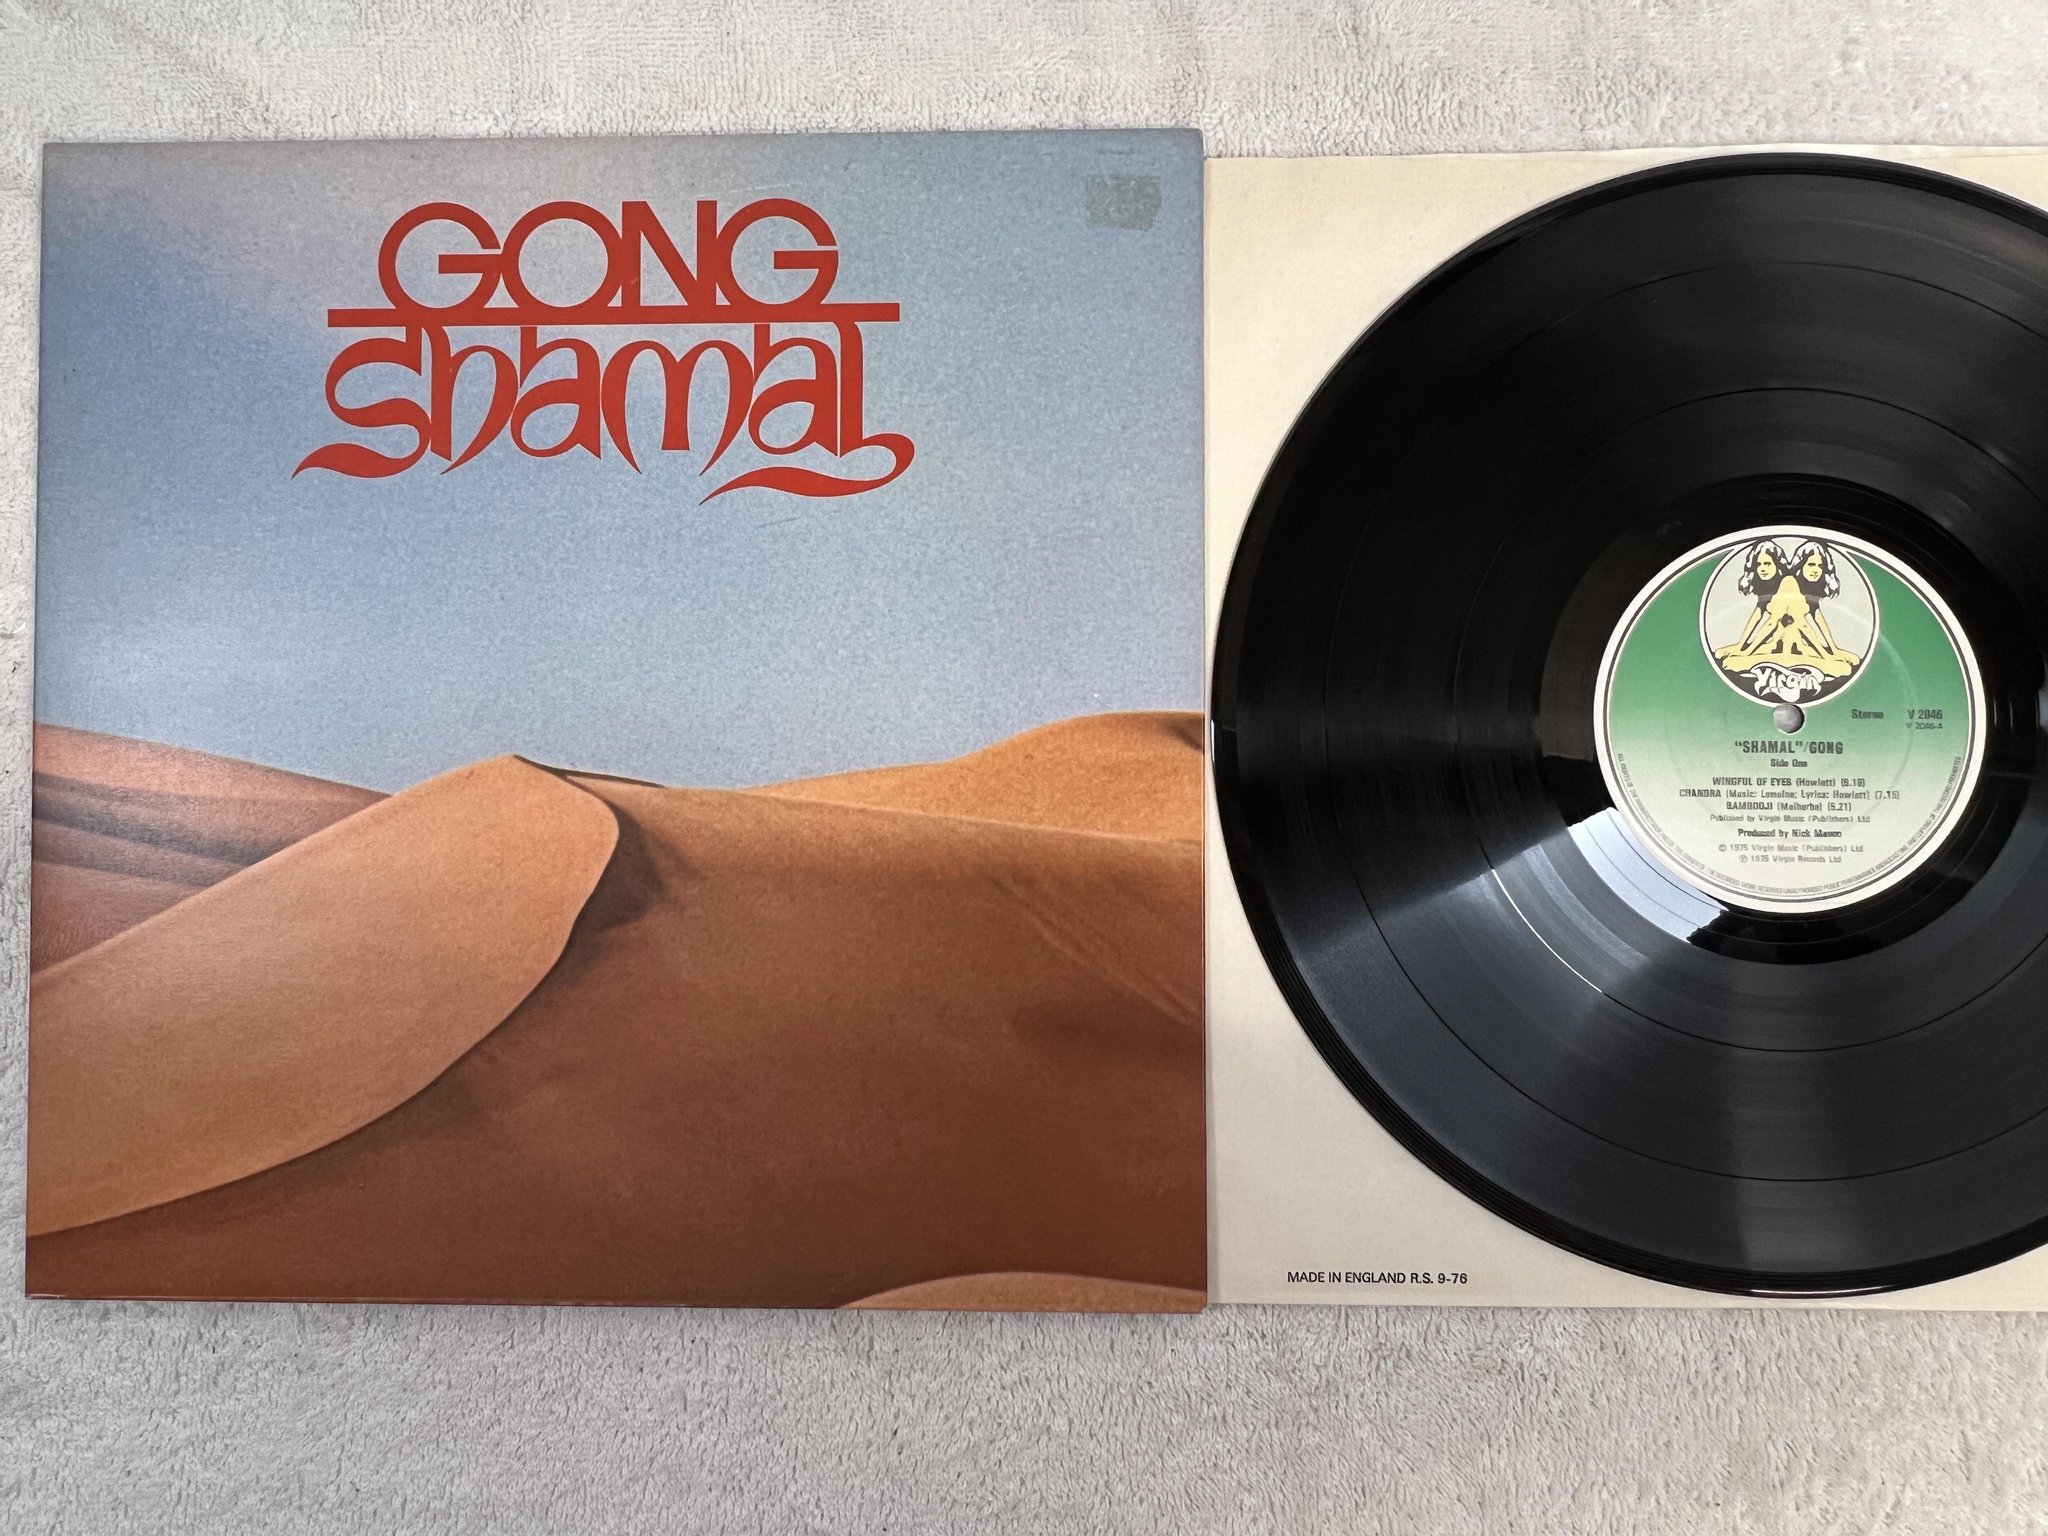 GONG
Shamal
Virgin
Stereo V 2046
V 2046-A
"SHAMAL"/GONG
Side One
WINGFUL OF EYES (Howlett) (6.19)
CHANDRA (Music: Lemoine; Lyrics: Howlett) (7.15)
BAMBOOJI (Malherbe) (5.21)
Published by Virgin Music (Publishers) Ltd
Produced by Nick Mason
© 1975 Virgin Music (Publishers) Ltd
℗ 1975 Virgin Records Ltd
MADE IN ENGLAND R.S. 9-76